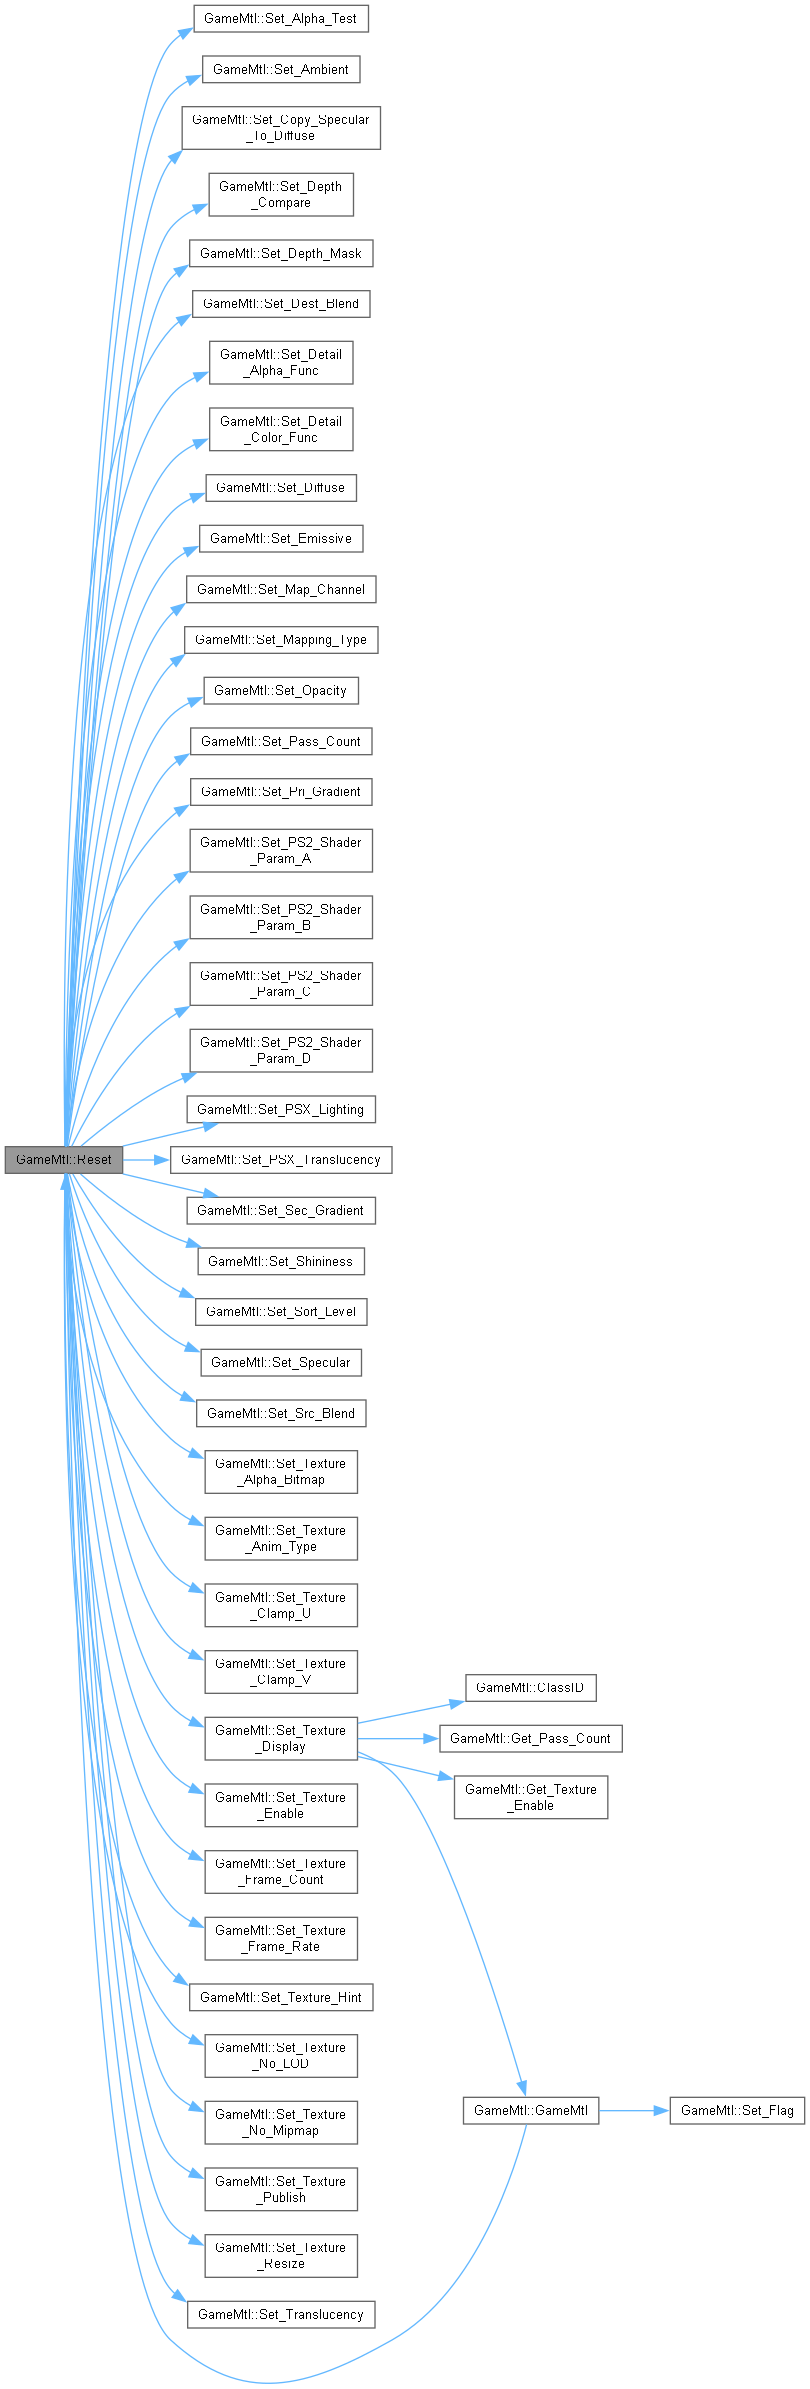 GameMtl::Set_Alpha_Test
GameMtl::Set_Ambient
GameMtl::Set_Copy_Specular
_To_Diffuse
GameMtl::Set_Depth
_Compare
GameMtl::Set_Depth_Mask
GameMtl::Set_Dest_Blend
GameMtl::Set_Detail
_Alpha_Func
GameMtl::Set_Detail
_Color_Func
GameMtl::Set_Diffuse
GameMtl::Set_Emissive
GameMtl::Set_Map_Channel
GameMtl::Set_Mapping_Type
GameMtl::Set_Opacity
GameMtl::Set_Pass_Count
GameMtl::Set_Pri_Gradient
GameMtl::Set_PS2_Shader
_Param_A
GameMtl::Set_PS2_Shader
_Param_B
GameMtl::Set_PS2_Shader
_Param_C
GameMtl::Set_PS2_Shader
_Param_D
GameMtl::Set_PSX_Lighting
GameMtl::Reset
GameMtl::Set_PSX_Translucency
GameMtl::Set_Sec_Gradient
GameMtl::Set_Shininess
GameMtl::Set_Sort_Level
GameMtl::Set_Specular
GameMtl::Set_Src_Blend
GameMtl::Set_Texture
_Alpha_Bitmap
GameMtl::Set_Texture
_Anim_Type
GameMtl::Set_Texture
_Clamp_U
GameMtl::Set_Texture
_Clamp_V
GameMtl::Set_Texture
_Display
GameMtl::ClassID
GameMtl::Get_Pass_Count
GameMtl::Get_Texture
_Enable
GameMtl::Set_Texture
_Enable
GameMtl::Set_Texture
_Frame_Count
GameMtl::Set_Texture
_Frame_Rate
GameMtl::Set_Texture_Hint
GameMtl::Set_Texture
_No_LOD
GameMtl::Set_Texture
_No_Mipmap
GameMtl::GameMtl
GameMtl::Set_Flag
GameMtl::Set_Texture
_Publish
GameMtl::Set_Texture
_Resize
GameMtl::Set_Translucency